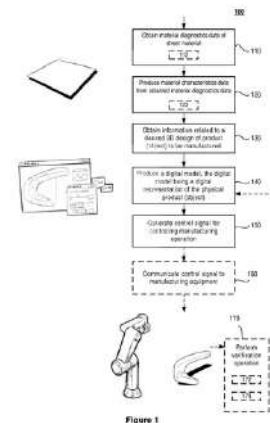 100
Obtain material diagnostics data of
sheet material
110
Produce material characteristics data
from obtained material diagnostics data
120
Obtain information related to a
desired 3D design of product
(object) to be manufactured
130
Produce a digital model, the digital
model being a digital
representation of the physical
product (object)
140
Generate control signal for
controlling manufacturing
operation
150
Communicate control signal to
manufacturing equipment
160
170
Perform
verification
operation
Figure 1